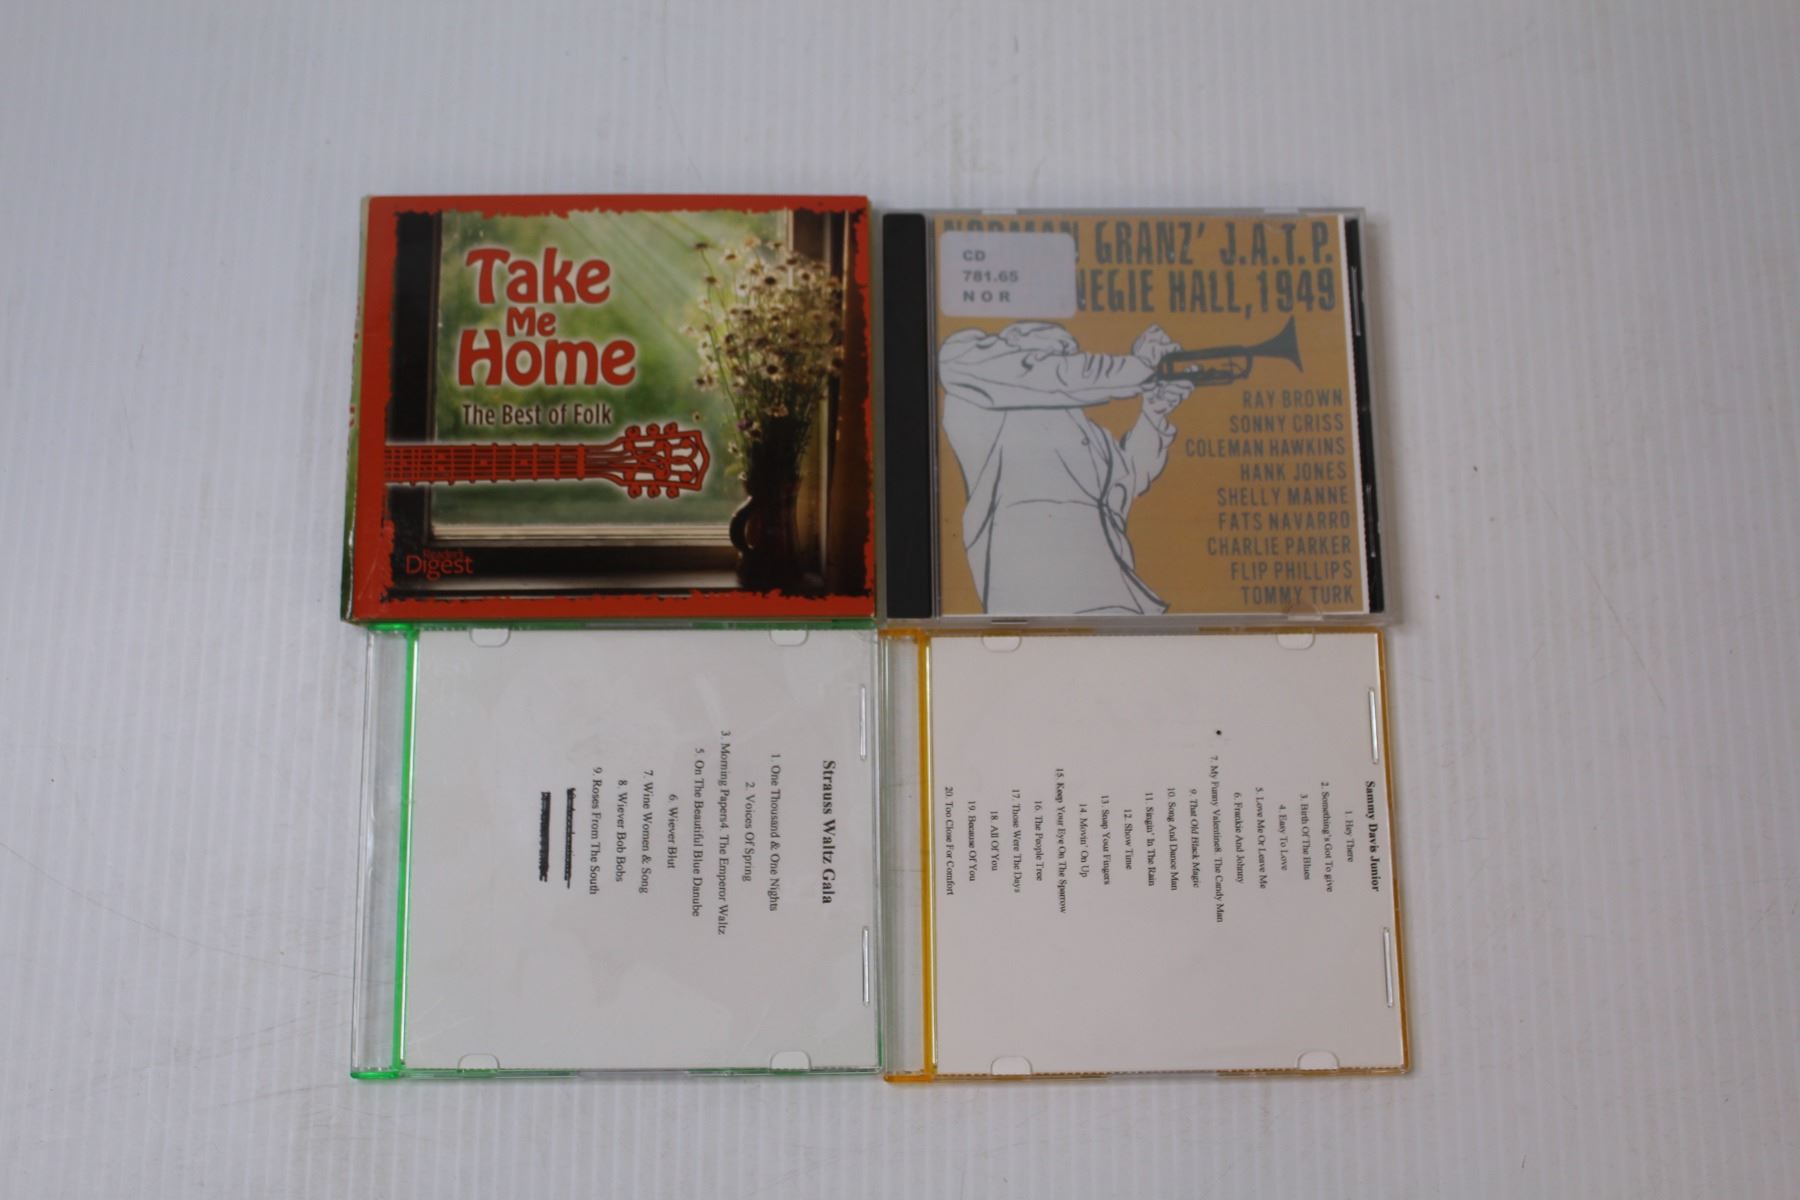 Take
Me
Home
The Best of Folk
Reader's
Digest
GRANZ' J.A.T.P.
HALL, 1949
CD
781.65
NOR
RAY BROWN
SONNY CRISS
COLEMAN HAWKINS
HANK JONES
SHELLY MANNE
FATS NAVARRO
CHARLIE PARKER
FLIP PHILLIPS
TOMMY TURK
Strauss Waltz Gala
1. One Thousand & One Nights
2. Voices Of Spring
3. Morning Papers4. The Emperor Waltz
5. On The Beautiful Blue Danube
6. Wiever Blut
7. Wine Women & Song
8. Wiever Bob Bobs
9. Roses From The South
Sammy Davis Junior
1. Hey There
2. Something's Got To give
3. Birth Of The Blues
4. Easy To Love
5. Love Me Or Leave Me
6. Frankie And Johnny
7. My Funny Valentine8. The Candy Man
9. That Old Black Magic
10. Song And Dance Man
11. Singin' In The Rain
12. Show Time
13. Snap Your Fingers
14. Movin' On Up
15. Keep Your Eye On The Sparrow
16. The People Tree
17. Those Were The Days
18. All Of You
19. Because Of You
20. Too Close For Comfort